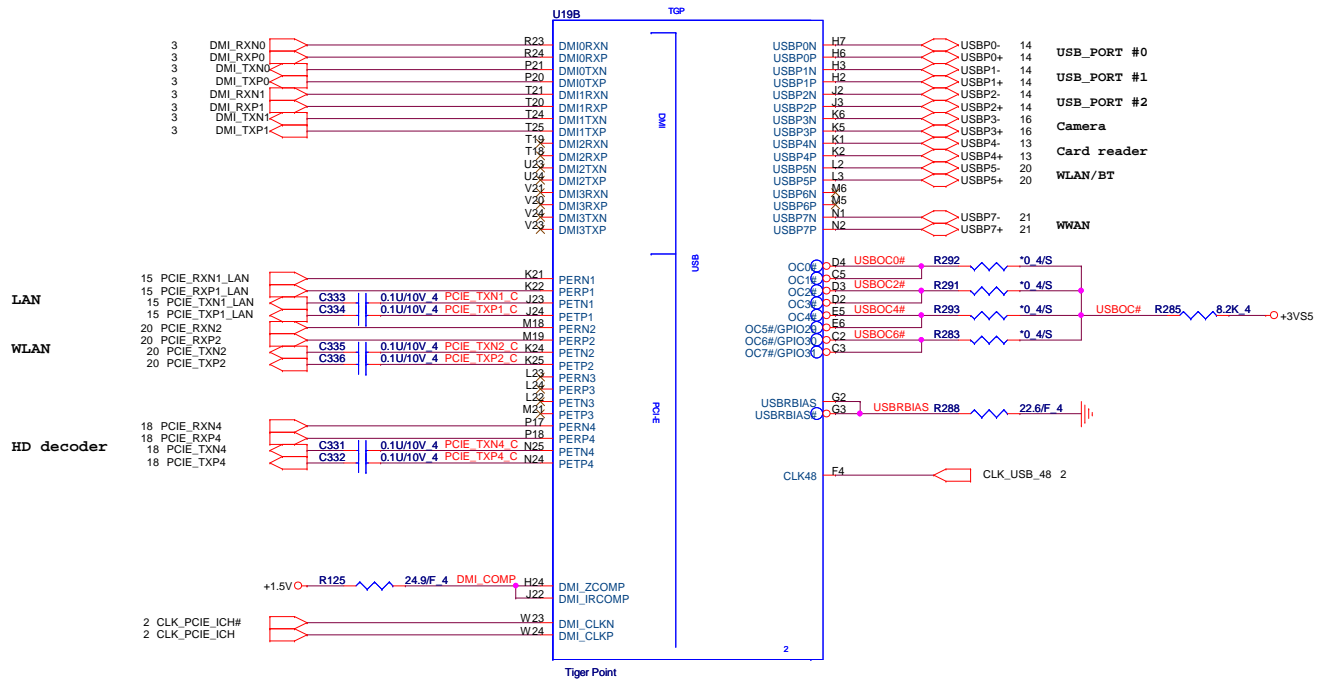 U19B
TGP
3 DMI_RXN0 R23 DMI0RXN
3 DMI_RXP0 R24 DMI0RXP
3 DMI_TXN0 P21 DMI0TXN
3 DMI_TXP0 P20 DMI0TXP
3 DMI_RXN1 T21 DMI1RXN
3 DMI_RXP1 T20 DMI1RXP
3 DMI_TXN1 T24 DMI1TXN
3 DMI_TXP1 T25 DMI1TXP
T19 DMI2RXN
T18 DMI2RXP
U23 DMI2TXN
U24 DMI2TXP
V21 DMI3RXN
V20 DMI3RXP
V24 DMI3TXN
V23 DMI3TXP
DMI
USBP0N H7 USBP0- 14
USBP0P H6 USBP0+ 14
USB_PORT #0
USBP1N H3 USBP1- 14
USBP1P H2 USBP1+ 14
USB_PORT #1
USBP2N J2 USBP2- 14
USBP2P J3 USBP2+ 14
USB_PORT #2
USBP3N K6 USBP3- 16
USBP3P K5 USBP3+ 16
Camera
USBP4N K1 USBP4- 13
USBP4P K2 USBP4+ 13
Card reader
USBP5N L2 USBP5- 20
USBP5P L3 USBP5+ 20
WLAN/BT
USBP6N M6
USBP6P M5
USBP7N N1 USBP7- 21
USBP7P N2 USBP7+ 21
WWAN
USB
LAN
15 PCIE_RXN1_LAN K21 PERN1
15 PCIE_RXP1_LAN K22 PERP1
15 PCIE_TXN1_LAN C333 0.1U/10V_4 PCIE_TXN1_C J23 PETN1
15 PCIE_TXP1_LAN C334 0.1U/10V_4 PCIE_TXP1_C J24 PETP1
WLAN
20 PCIE_RXN2 M18 PERN2
20 PCIE_RXP2 M19 PERP2
20 PCIE_TXN2 C335 0.1U/10V_4 PCIE_TXN2_C K24 PETN2
20 PCIE_TXP2 C336 0.1U/10V_4 PCIE_TXP2_C K25 PETP2
L23 PERN3
L24 PERP3
L22 PETN3
M21 PETP3
HD decoder
18 PCIE_RXN4 P17 PERN4
18 PCIE_RXP4 P18 PERP4
18 PCIE_TXN4 C331 0.1U/10V_4 PCIE_TXN4_C N25 PETN4
18 PCIE_TXP4 C332 0.1U/10V_4 PCIE_TXP4_C N24 PETP4
PCI-E
OC0# D4 USBOC0# R292 *0_4/S
OC1# C5
OC2# D3 USBOC2# R291 *0_4/S
OC3# D2
OC4# E5 USBOC4# R293 *0_4/S
USBOC# R285 8.2K_4 +3VS5
OC5#/GPIO29 E6
OC6#/GPIO30 C2 USBOC6# R283 *0_4/S
OC7#/GPIO31 C3
USBRBIAS G2
USBRBIAS# G3 USBRBIAS R288 22.6/F_4
CLK48 F4 CLK_USB_48 2
+1.5V R125 24.9/F_4 DMI_COMP H24 DMI_ZCOMP
J22 DMI_IRCOMP
2 CLK_PCIE_ICH# W23 DMI_CLKN
2 CLK_PCIE_ICH W24 DMI_CLKP
2
Tiger Point